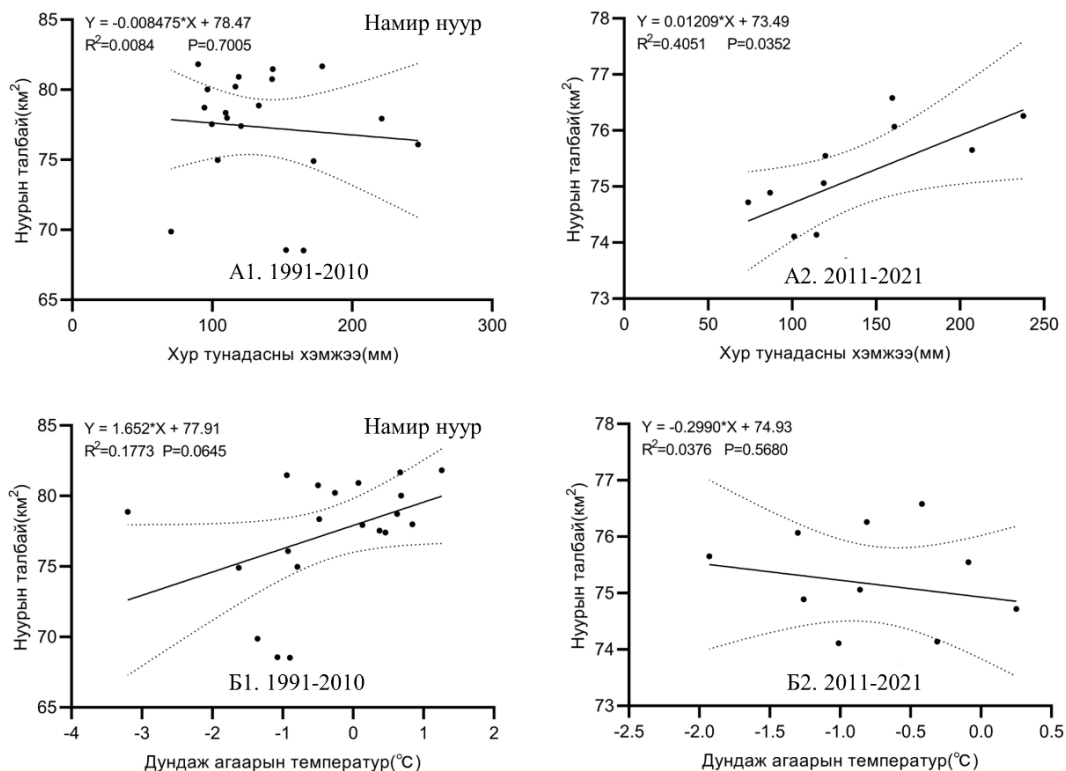 Y = -0.008475*X + 78.47
R²=0.0084 P=0.7005
Намир нуур
85
80
75
70
65
Нуурын талбай(км²)
А1. 1991-2010
0 100 200 300
Хур тунадасны хэмжээ(мм)
Y = 0.01209*X + 73.49
R²=0.4051 P=0.0352
78
77
76
75
74
73
Нуурын талбай(км²)
А2. 2011-2021
0 50 100 150 200 250
Хур тунадасны хэмжээ(мм)
Y = 1.652*X + 77.91
R²=0.1773 P=0.0645
Намир нуур
85
80
75
70
65
Нуурын талбай(км²)
Б1. 1991-2010
-4 -3 -2 -1 0 1 2
Дундаж агаарын температур(°С)
Y = -0.2990*X + 74.93
R²=0.0376 P=0.5680
78
77
76
75
74
73
Нуурын талбай(км²)
Б2. 2011-2021
-2.5 -2.0 -1.5 -1.0 -0.5 0.0 0.5
Дундаж агаарын температур(°С)